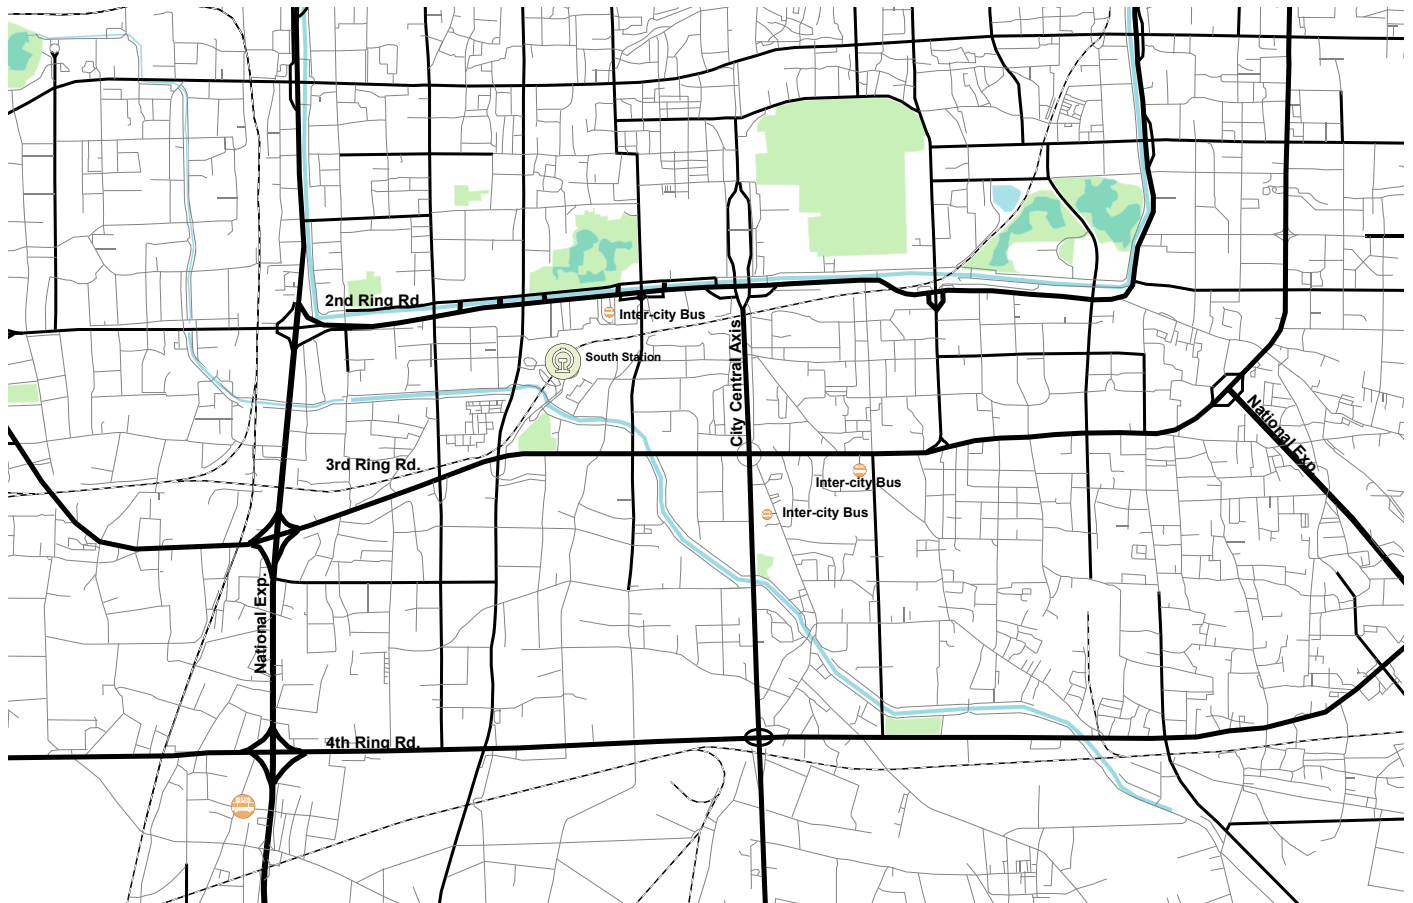 2nd Ring Rd.
Inter-city Bus
City Central Axis
South Station
National Exp.
3rd Ring Rd.
Inter-city Bus
Inter-city Bus
National Exp.
4th Ring Rd.
BUS